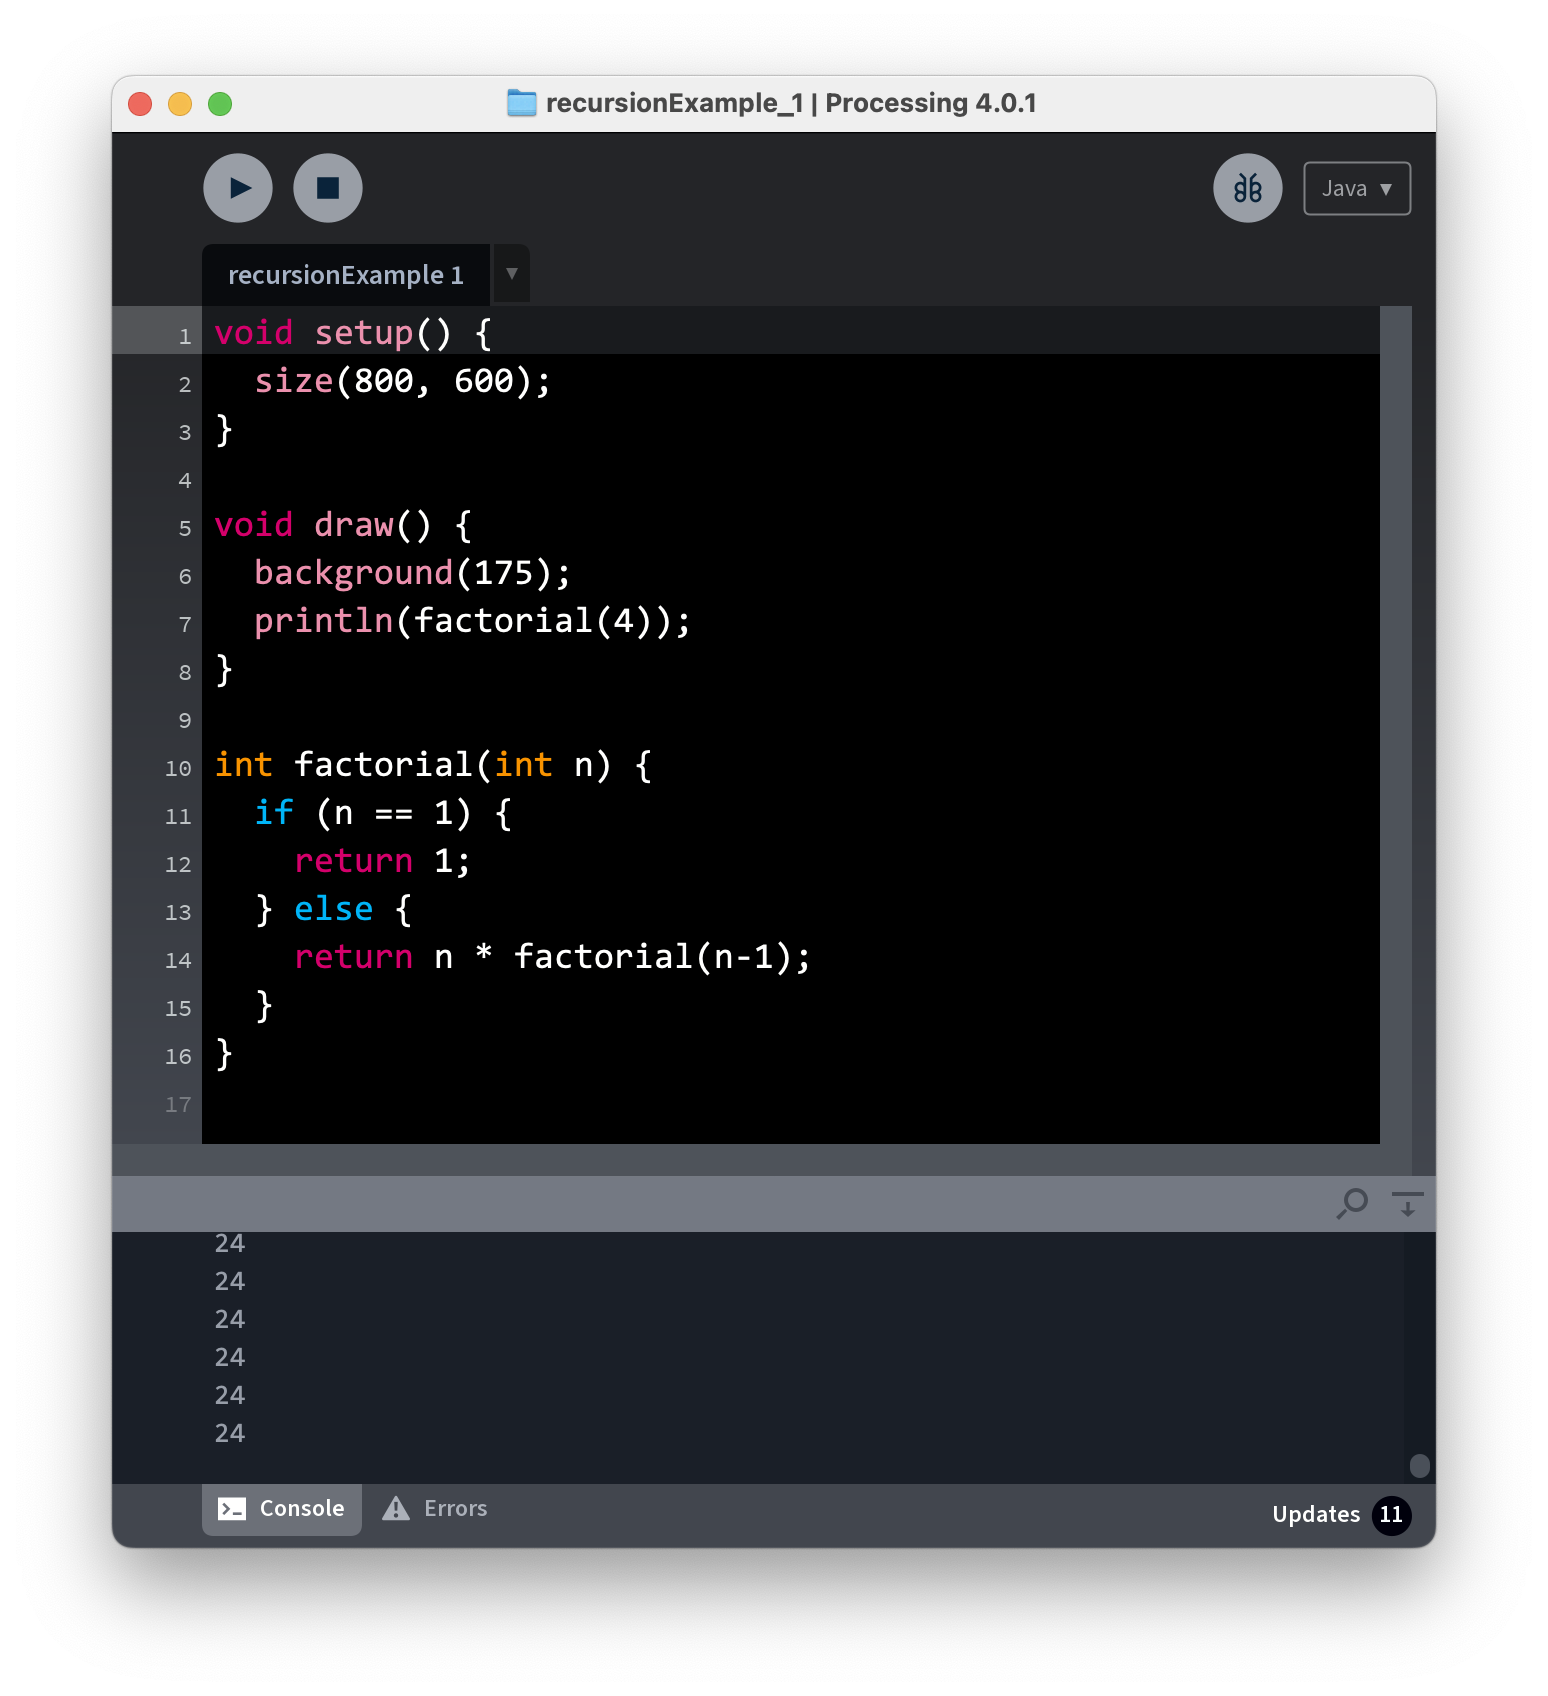 recursionExample_1 | Processing 4.0.1
Java ▼
recursionExample 1 ▼
1 void setup() {
2   size(800, 600);
3 }
4
5 void draw() {
6   background(175);
7   println(factorial(4));
8 }
9
10 int factorial(int n) {
11   if (n == 1) {
12     return 1;
13   } else {
14     return n * factorial(n-1);
15   }
16 }
17
24
24
24
24
24
24
Console Errors Updates 11